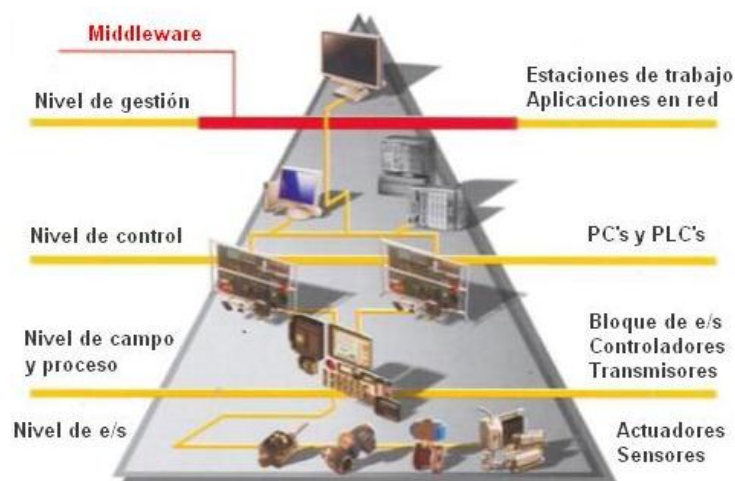 Middleware
Nivel de gestión
Estaciones de trabajo
Aplicaciones en red
Nivel de control
PC's y PLC's
Nivel de campo
y proceso
Bloque de e/s
Controladores
Transmisores
Nivel de e/s
Actuadores
Sensores